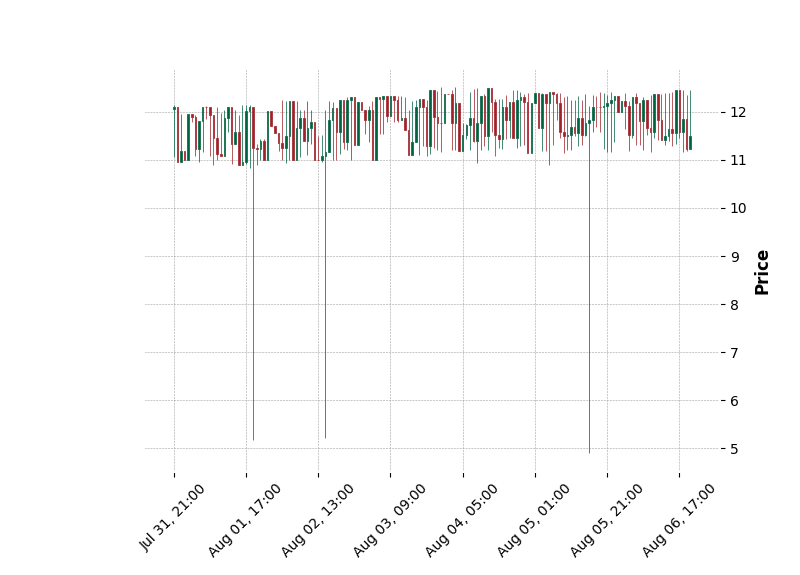 12
11
10
9
8
7
6
5
Price
Jul 31, 21:00
Aug 01, 17:00
Aug 02, 13:00
Aug 03, 09:00
Aug 04, 05:00
Aug 05, 01:00
Aug 05, 21:00
Aug 06, 17:00